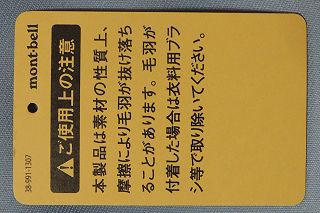 mont-bell
⚠ご使用上の注意
本製品は素材の性質上、
摩擦により毛羽が抜け落ち
ることがあります。毛羽が
付着した場合は衣料用ブラ
シ等で取り除いてください。
38-991-1307